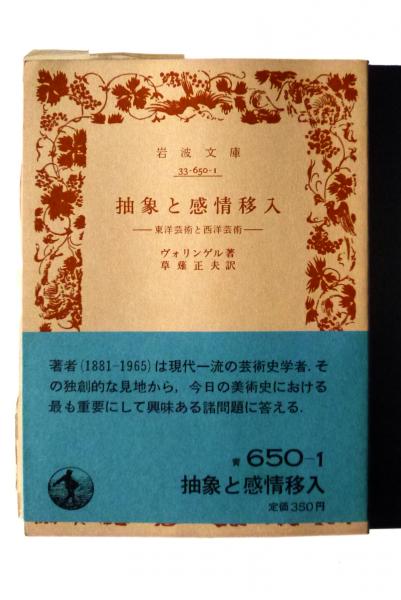 岩波文庫
33-650-1
抽象と感情移入
―東洋芸術と西洋芸術―
ヴォリンゲル著
草薙正夫訳
著者(1881-1965)は現代一流の芸術史学者.そ
の独創的な見地から,今日の美術史における
最も重要にして興味ある諸問題に答える.
青 650-1
抽象と感情移入
定価350円